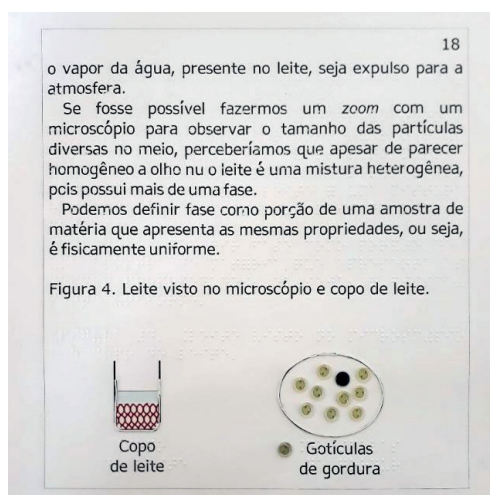 18
o vapor da água, presente no leite, seja expulso para a
atmosfera.
Se fosse possível fazermos um zoom com um
microscópio para observar o tamanho das partículas
diversas no meio, perceberíamos que apesar de parecer
homogêneo a olho nu o leite é uma mistura heterogênea,
pois possui mais de uma fase.
Podemos definir fase como porção de uma amostra de
matéria que apresenta as mesmas propriedades, ou seja,
é fisicamente uniforme.
Figura 4. Leite visto no microscópio e copo de leite.
Copo
de leite
Gotículas
de gordura